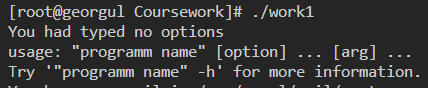 [root@georgul Coursework]# ./work1
You had typed no options
usage: "programm name" [option] ... [arg] ...
Try '"programm name" -h' for more information.